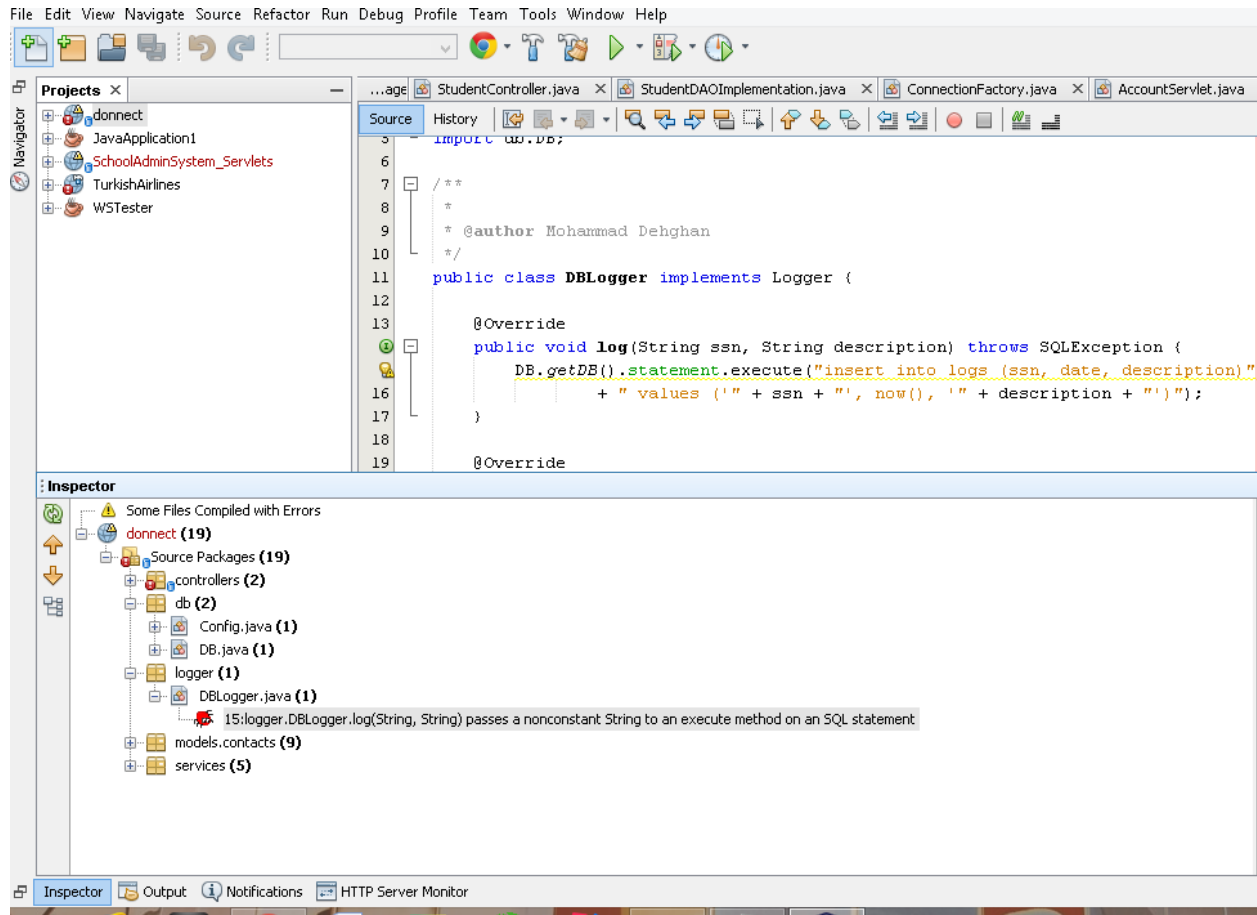 File Edit View Navigate Source Refactor Run Debug Profile Team Tools Window Help
Projects
Navigator
donnect
JavaApplication1
SchoolAdminSystem_Servlets
TurkishAirlines
WSTester
...age StudentController.java StudentDAOImplementation.java ConnectionFactory.java AccountServlet.java
Source History
5 import db.DB;
6
7 /**
8 *
9 * @author Mohammad Dehghan
10 */
11 public class DBLogger implements Logger {
12
13 @Override
public void log(String ssn, String description) throws SQLException {
DB.getDB().statement.execute("insert into logs (ssn, date, description)"
16 + " values ('" + ssn + "', now(), '" + description + "')");
17 }
18
19 @Override
Inspector
Some Files Compiled with Errors
donnect (19)
Source Packages (19)
controllers (2)
db (2)
Config.java (1)
DB.java (1)
logger (1)
DBLogger.java (1)
15:logger.DBLogger.log(String, String) passes a nonconstant String to an execute method on an SQL statement
models.contacts (9)
services (5)
Inspector Output Notifications HTTP Server Monitor